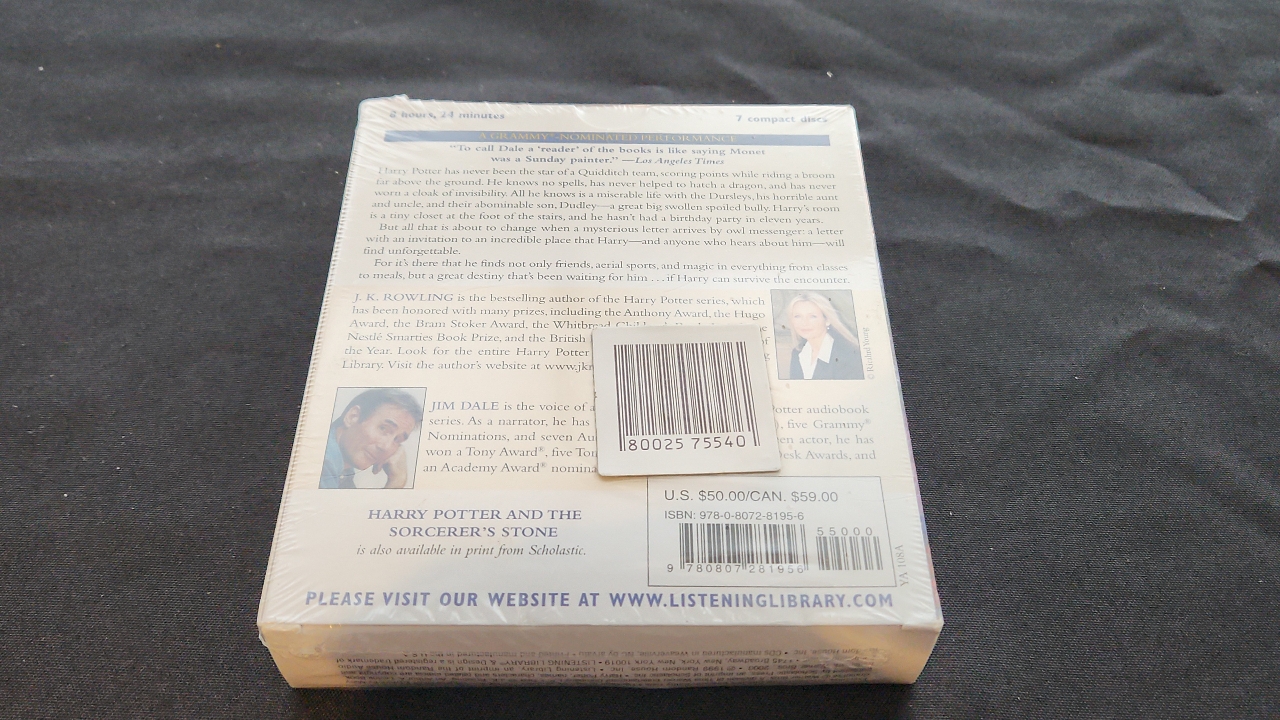 8 hours, 24 minutes
7 compact discs
A GRAMMY®-NOMINATED PERFORMANCE
"To call Dale a 'reader' of the books is like saying Monet
was a Sunday painter." —Los Angeles Times
Harry Potter has never been the star of a Quidditch team, scoring points while riding a broom
far above the ground. He knows no spells, has never helped to hatch a dragon, and has never
worn a cloak of invisibility. All he knows is a miserable life with the Dursleys, his horrible aunt
and uncle, and their abominable son, Dudley—a great big swollen spoiled bully. Harry's room
is a tiny closet at the foot of the stairs, and he hasn't had a birthday party in eleven years.
But all that is about to change when a mysterious letter arrives by owl messenger: a letter
with an invitation to an incredible place that Harry—and anyone who hears about him—will
find unforgettable.
For it's there that he finds not only friends, aerial sports, and magic in everything from classes
to meals, but a great destiny that's been waiting for him . . . if Harry can survive the encounter.
J. K. ROWLING is the bestselling author of the Harry Potter series, which
has been honored with many prizes, including the Anthony Award, the Hugo
Award, the Bram Stoker Award, the Whitbread
Nestlé Smarties Book Prize, and the British
the Year. Look for the entire Harry Potter
Library. Visit the author's website at www.jkr
© Rosalind Young
JIM DALE is the voice of a Potter audiobook
series. As a narrator, he has five Grammy®
Nominations, and seven Au actor, he has
won a Tony Award®, five Ton Desk Awards, and
an Academy Award® nomin
80025 75540
U.S. $50.00/CAN. $59.00
ISBN: 978-0-8072-8195-6
55000
9 780807 281956
YA 108A
HARRY POTTER AND THE
SORCERER'S STONE
is also available in print from Scholastic.
PLEASE VISIT OUR WEBSITE AT WWW.LISTENINGLIBRARY.COM